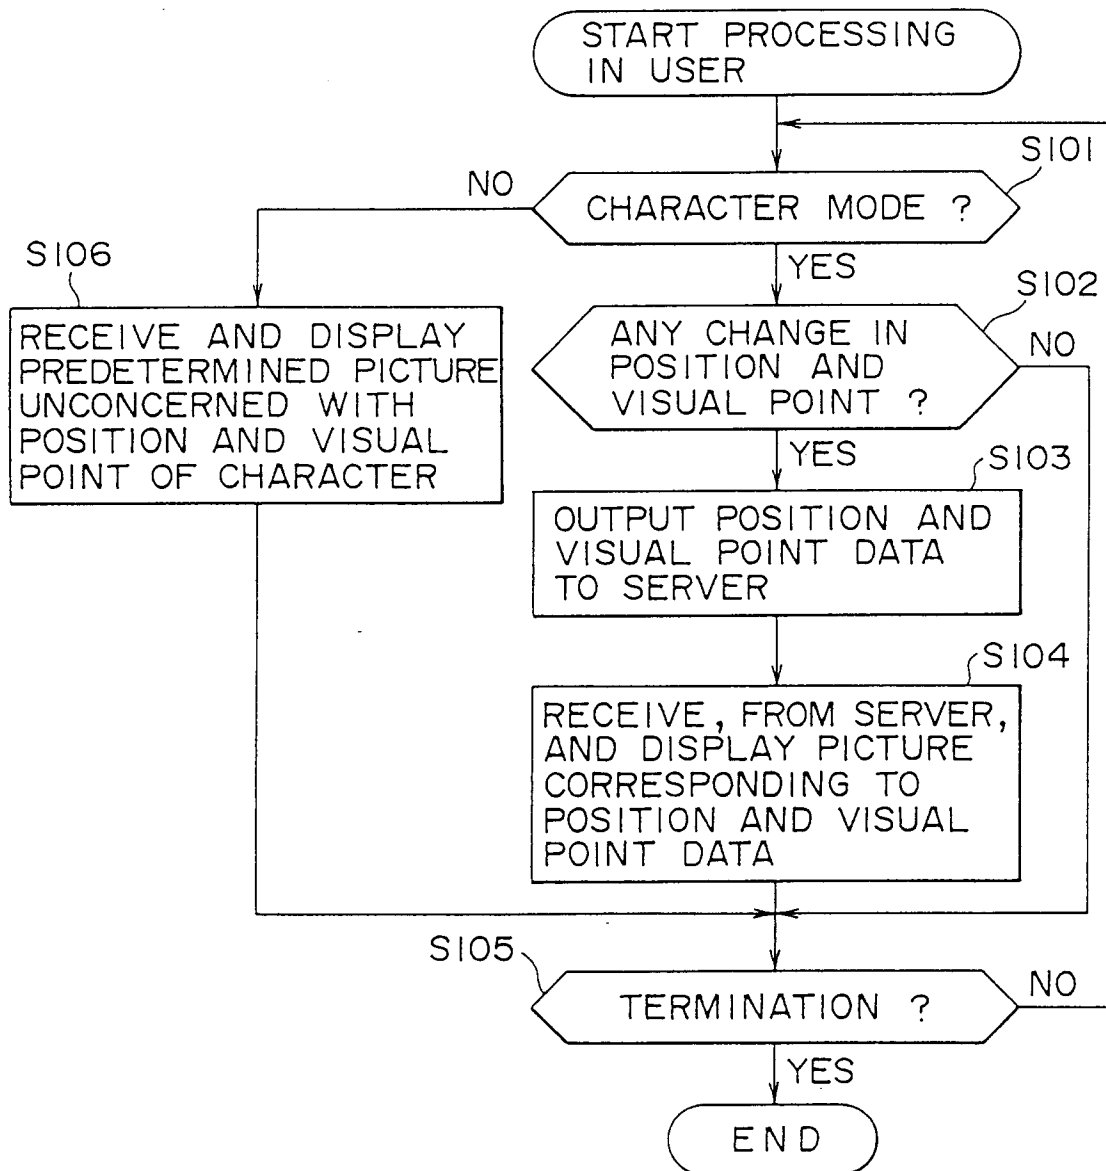 START PROCESSING
IN USER
S101
NO
CHARACTER MODE ?
S106
YES
S102
RECEIVE AND DISPLAY
PREDETERMINED PICTURE
UNCONCERNED WITH
POSITION AND VISUAL
POINT OF CHARACTER
ANY CHANGE IN
POSITION AND
VISUAL POINT ?
NO
YES
S103
OUTPUT POSITION AND
VISUAL POINT DATA
TO SERVER
S104
RECEIVE, FROM SERVER,
AND DISPLAY PICTURE
CORRESPONDING TO
POSITION AND VISUAL
POINT DATA
S105
TERMINATION ?
NO
YES
END